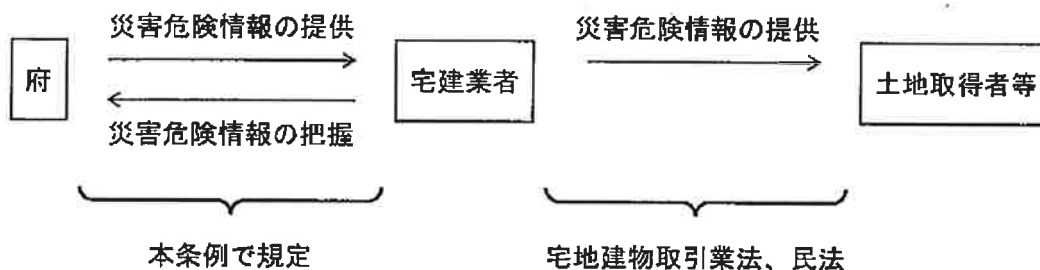 災害危険情報の提供
災害危険情報の提供
府
宅建業者
土地取得者等
災害危険情報の把握
本条例で規定
宅地建物取引業法、民法